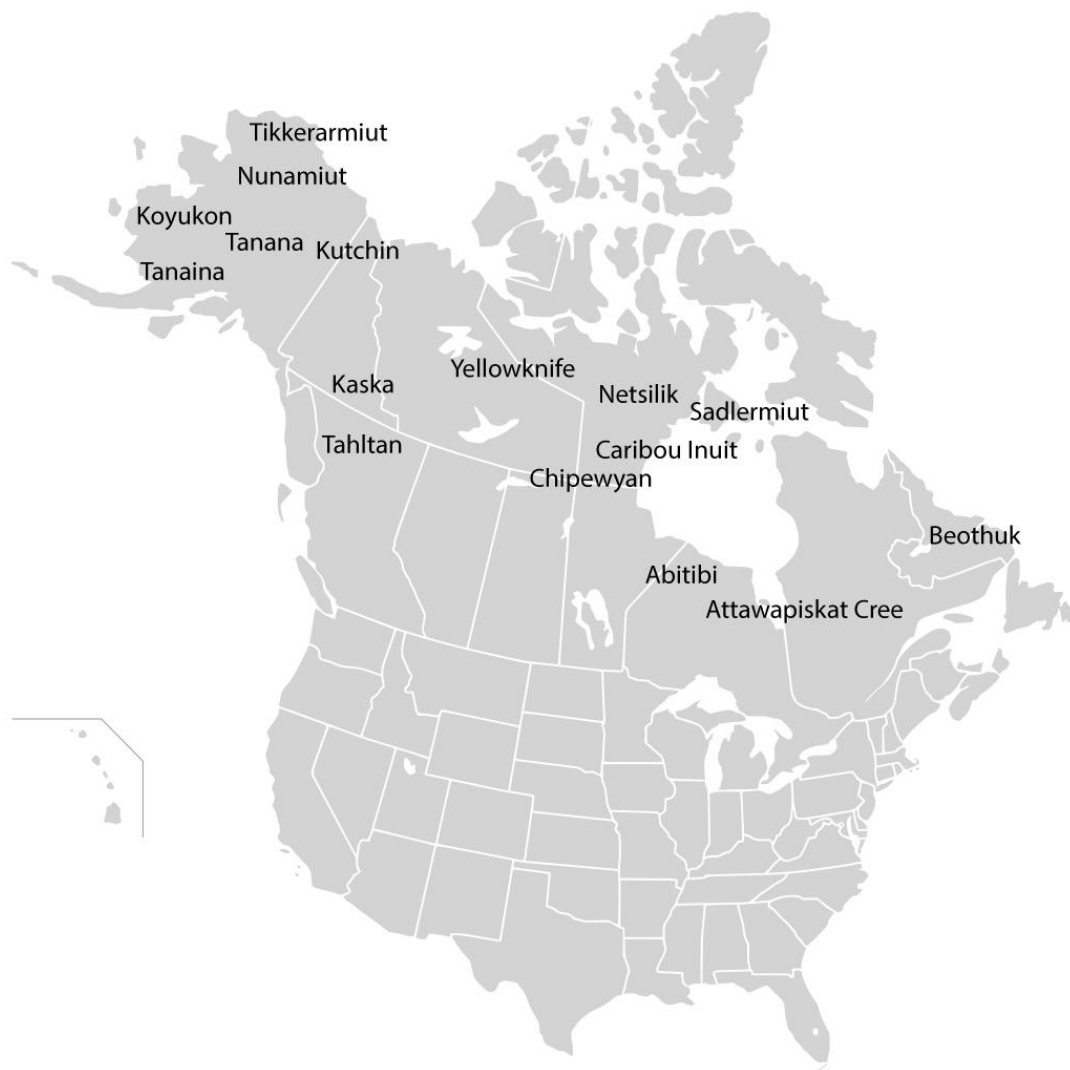 Tikkerarmiut
Nunamiut
Koyukon
Tanana
Kutchin
Tanaina
Yellowknife
Kaska
Netsilik
Sadlermiut
Tahltan
Caribou Inuit
Chipewyan
Beothuk
Abitibi
Attawapiskat Cree